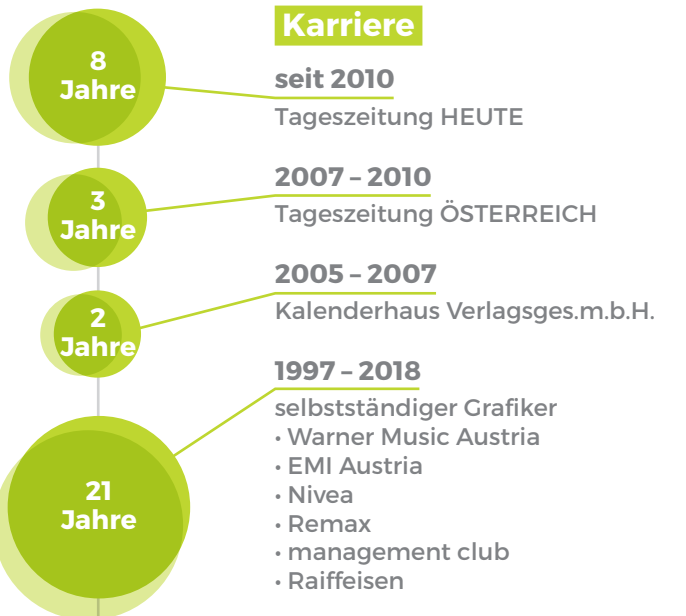 Karriere
8
Jahre
seit 2010
Tageszeitung HEUTE
3
Jahre
2007 – 2010
Tageszeitung ÖSTERREICH
2
Jahre
2005 – 2007
Kalenderhaus Verlagsges.m.b.H.
21
Jahre
1997 – 2018
selbstständiger Grafiker
• Warner Music Austria
• EMI Austria
• Nivea
• Remax
• management club
• Raiffeisen